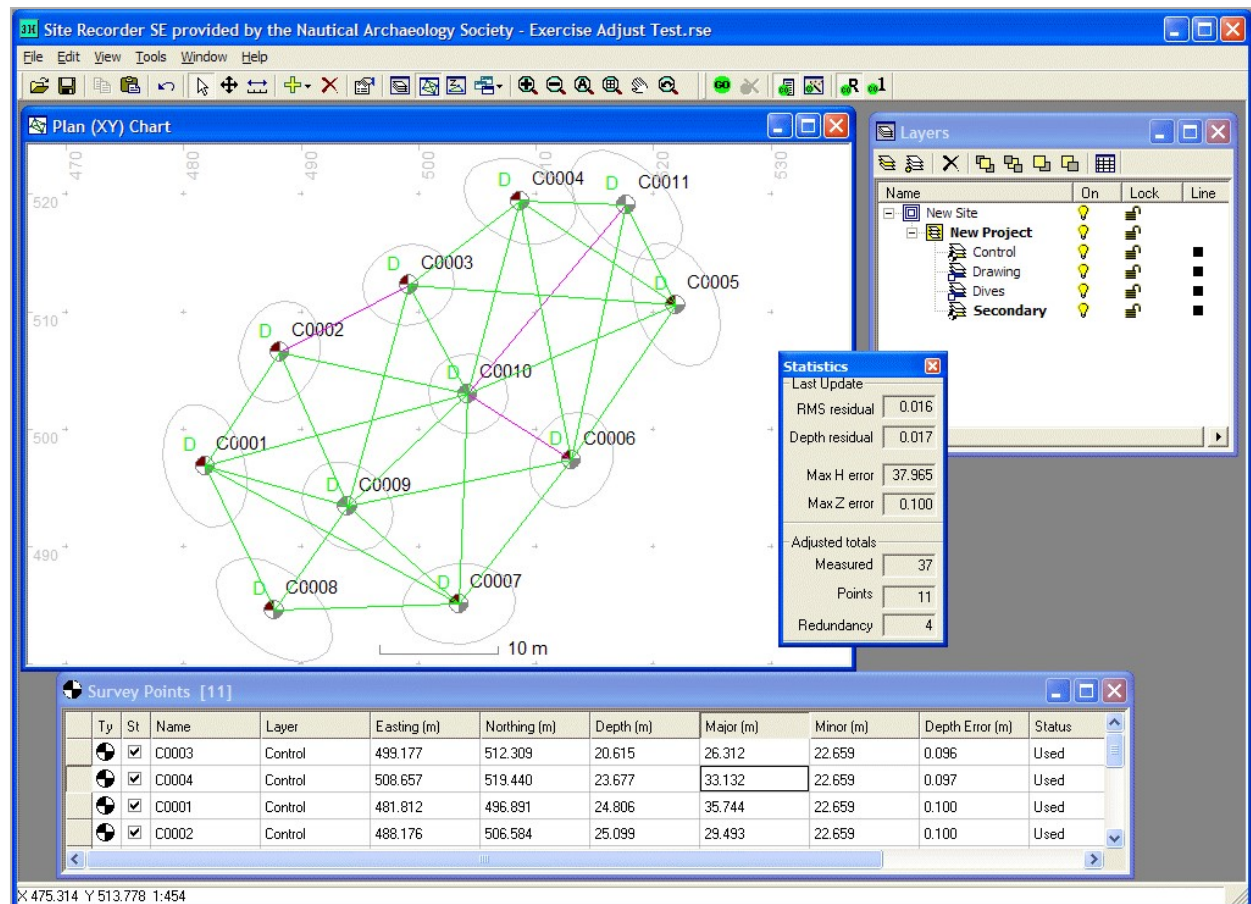 Site Recorder SE provided by the Nautical Archaeology Society - Exercise Adjust Test.rse
File Edit View Tools Window Help
Plan (XY) Chart
470 480 490 500 510 520 530
520
510
500
490
D C0004
D C0011
D C0003
D C0005
D C0002
D C0010
D C0001
D C0006
D C0009
D C0008
D C0007
10 m
Layers
Name On Lock Line
New Site
New Project
Control
Drawing
Dives
Secondary
Statistics
Last Update
RMS residual 0.016
Depth residual 0.017
Max H error 37.965
Max Z error 0.100
Adjusted totals
Measured 37
Points 11
Redundancy 4
Survey Points [11]
Ty St Name Layer Easting (m) Northing (m) Depth (m) Major (m) Minor (m) Depth Error (m) Status
C0003 Control 499.177 512.309 20.615 26.312 22.659 0.096 Used
C0004 Control 508.657 519.440 23.677 33.132 22.659 0.097 Used
C0001 Control 481.812 496.891 24.806 35.744 22.659 0.100 Used
C0002 Control 488.176 506.584 25.099 29.493 22.659 0.100 Used
X 475.314 Y 513.778 1:454